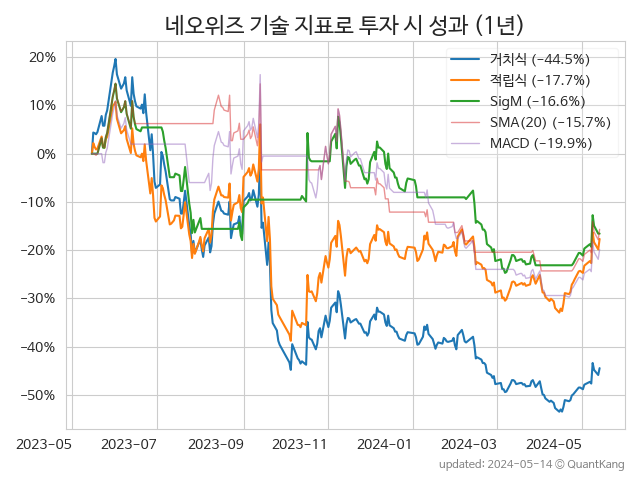 네오위즈 기술 지표로 투자 시 성과 (1년)
거치식 (−44.5%)
적립식 (−17.7%)
SigM (−16.6%)
SMA(20) (−15.7%)
MACD (−19.9%)
20%
10%
0%
−10%
−20%
−30%
−40%
−50%
2023−05 2023−07 2023−09 2023−11 2024−01 2024−03 2024−05
updated: 2024−05−14 © QuantKang